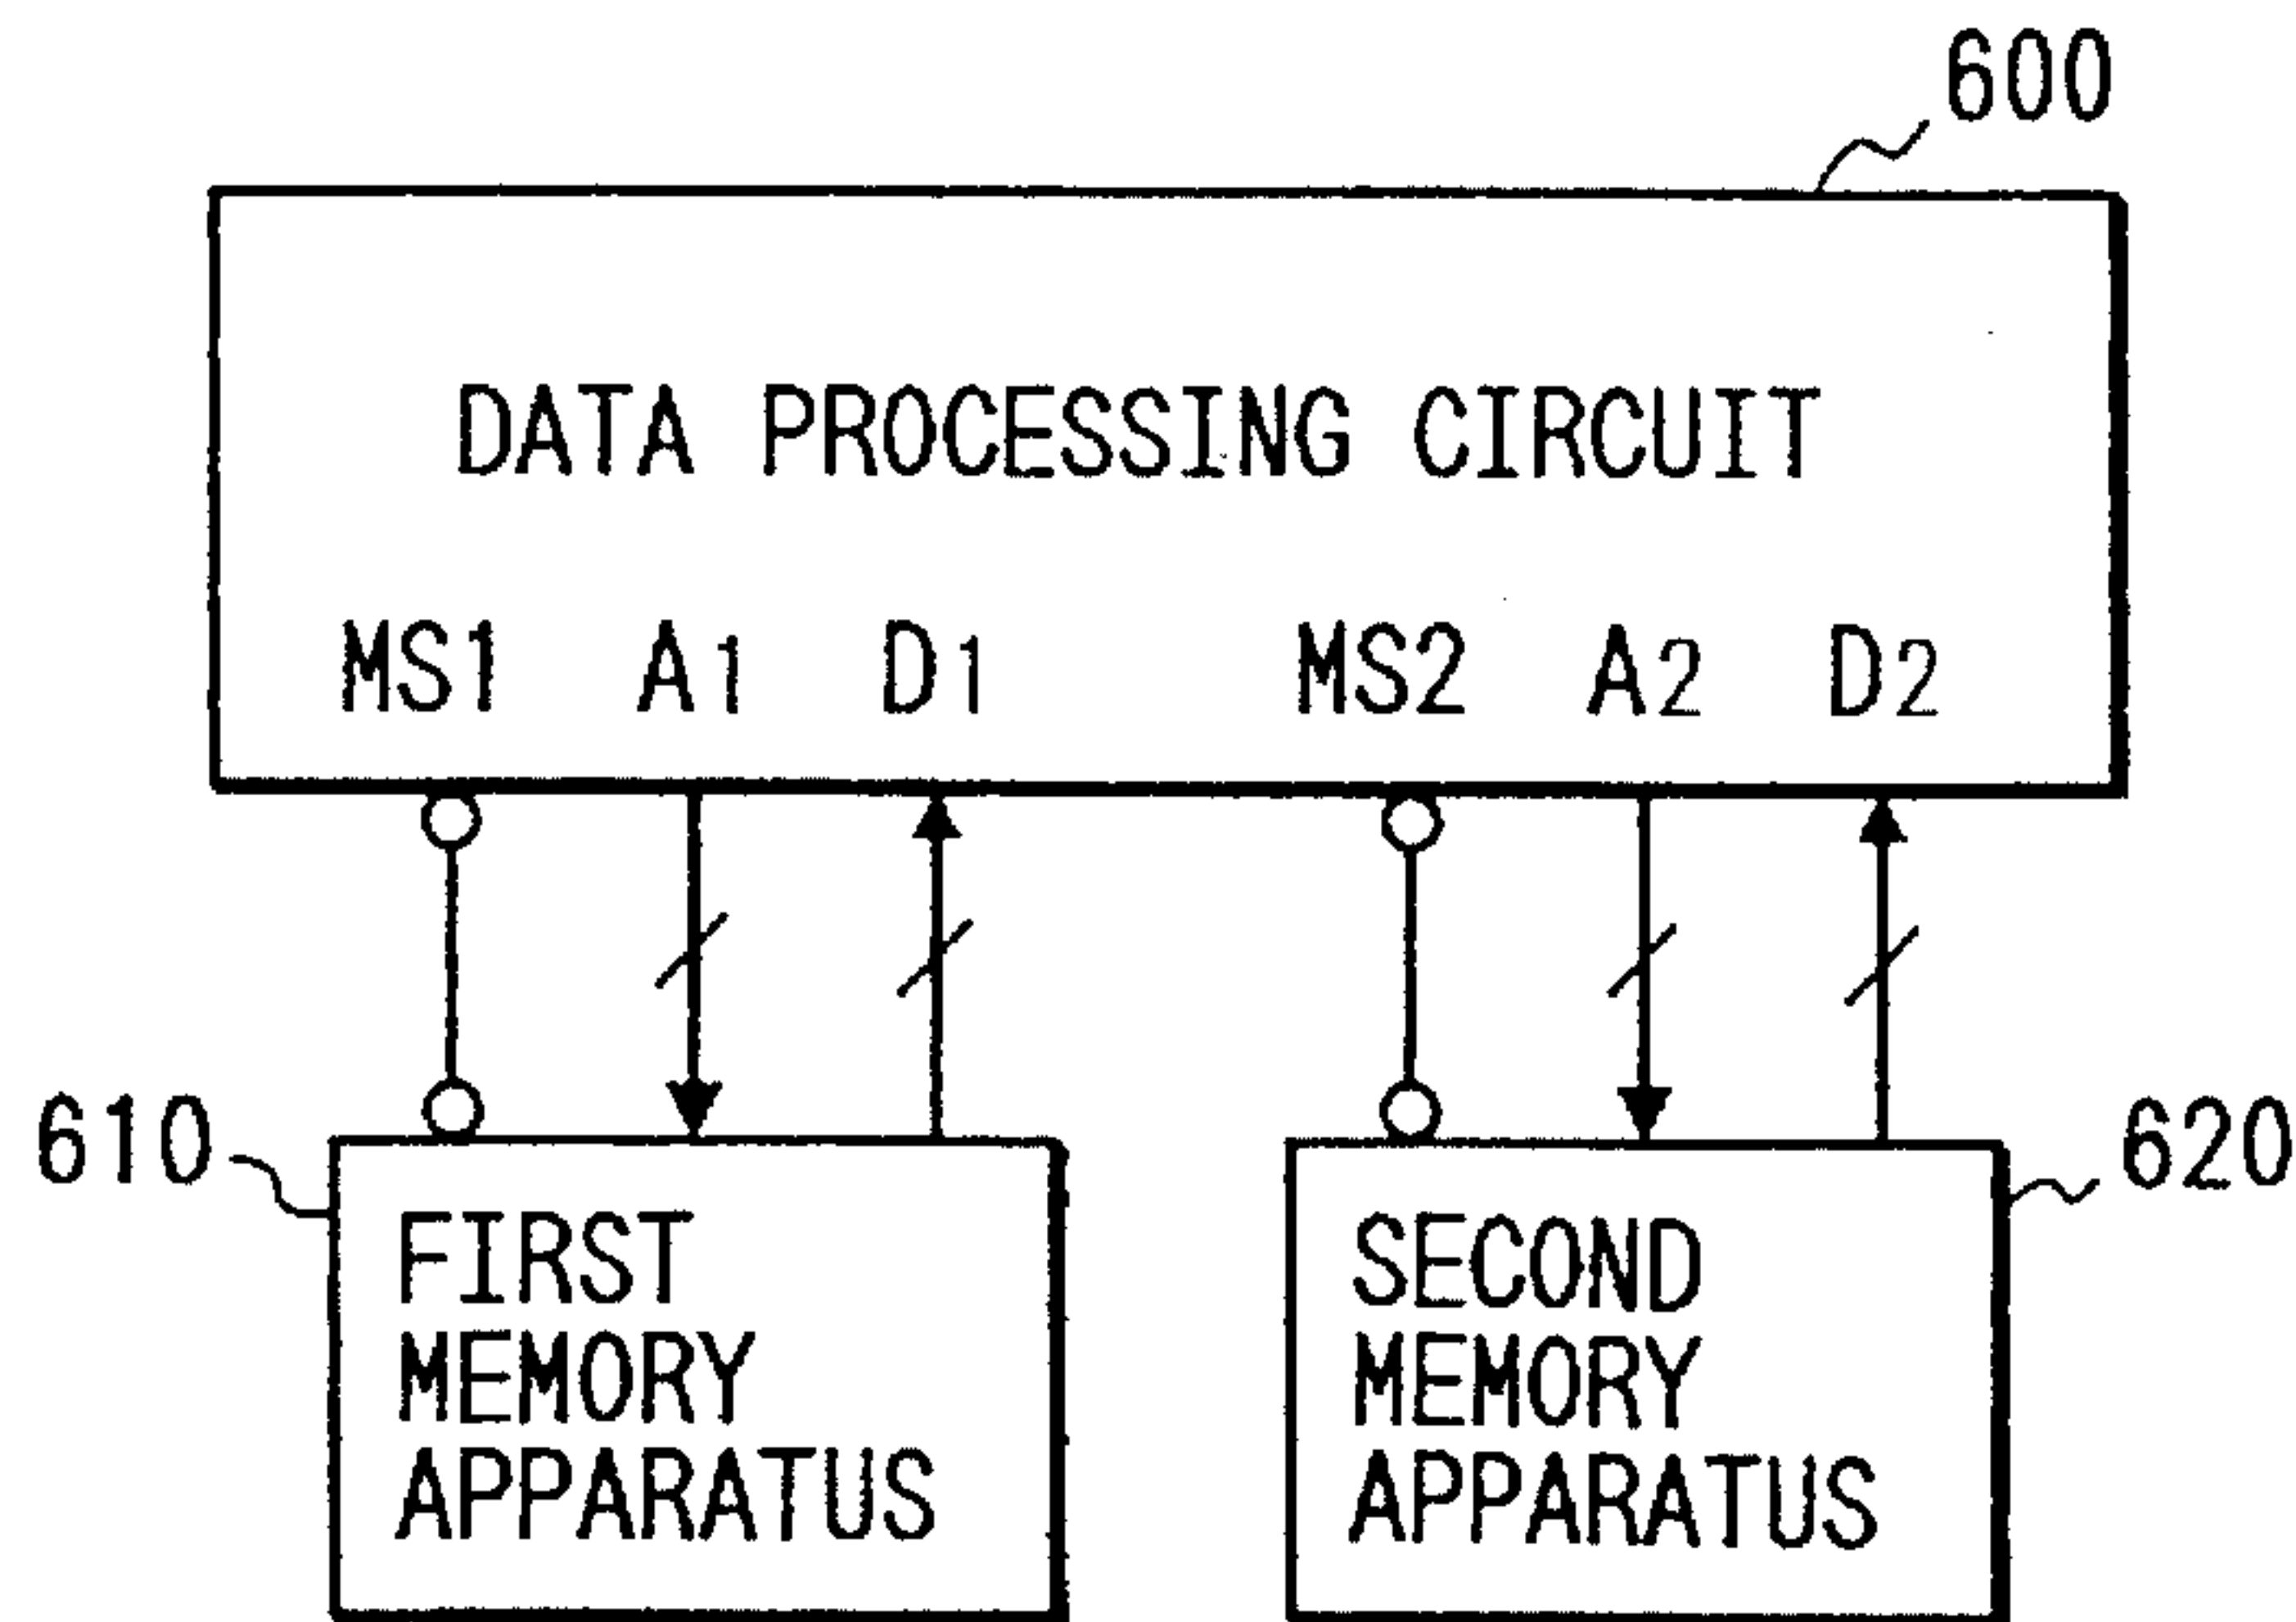 600
DATA PROCESSING CIRCUIT
MS1 A1 D1 MS2 A2 D2
610
620
FIRST
MEMORY
APPARATUS
SECOND
MEMORY
APPARATUS